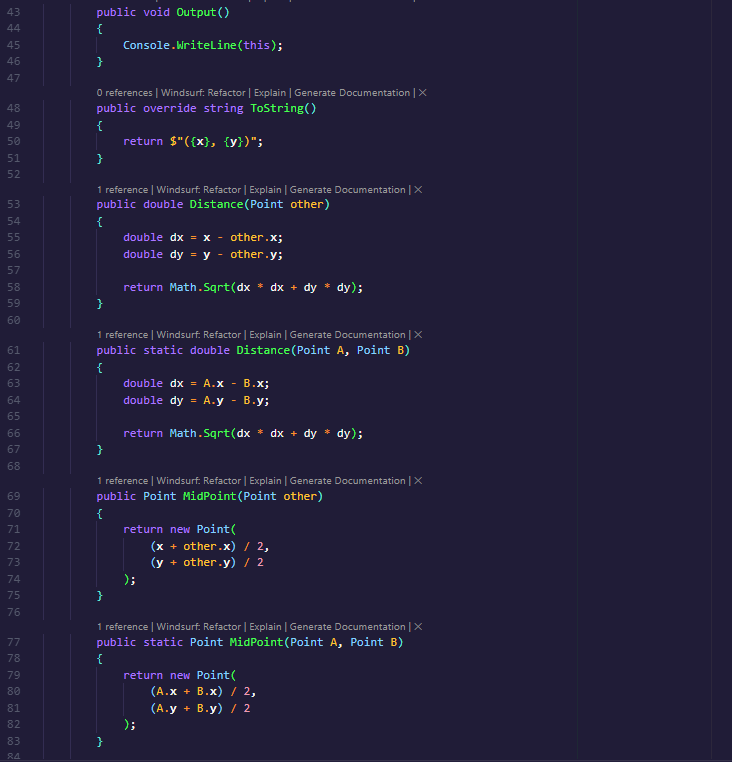 43 public void Output()
44 {
45 Console.WriteLine(this);
46 }
47
0 references | Windsurf: Refactor | Explain | Generate Documentation | ✕
48 public override string ToString()
49 {
50 return $"({x}, {y})";
51 }
52
1 reference | Windsurf: Refactor | Explain | Generate Documentation | ✕
53 public double Distance(Point other)
54 {
55 double dx = x - other.x;
56 double dy = y - other.y;
57
58 return Math.Sqrt(dx * dx + dy * dy);
59 }
60
1 reference | Windsurf: Refactor | Explain | Generate Documentation | ✕
61 public static double Distance(Point A, Point B)
62 {
63 double dx = A.x - B.x;
64 double dy = A.y - B.y;
65
66 return Math.Sqrt(dx * dx + dy * dy);
67 }
68
1 reference | Windsurf: Refactor | Explain | Generate Documentation | ✕
69 public Point MidPoint(Point other)
70 {
71 return new Point(
72 (x + other.x) / 2,
73 (y + other.y) / 2
74 );
75 }
76
1 reference | Windsurf: Refactor | Explain | Generate Documentation | ✕
77 public static Point MidPoint(Point A, Point B)
78 {
79 return new Point(
80 (A.x + B.x) / 2,
81 (A.y + B.y) / 2
82 );
83 }
84